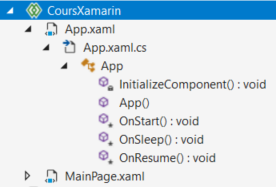 CoursXamarin
App.xaml
App.xaml.cs
App
InitializeComponent() : void
App()
OnStart() : void
OnSleep() : void
OnResume() : void
MainPage.xaml